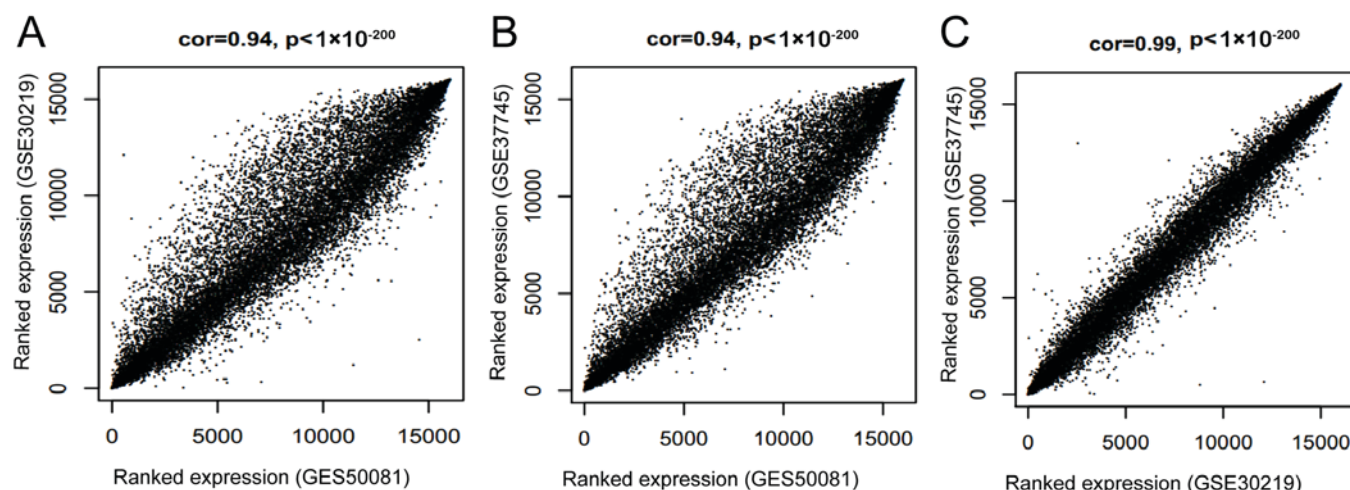 A
cor=0.94, p<1×10⁻²⁰⁰
Ranked expression (GSE30219)
15000
10000
5000
0
0 5000 10000 15000
Ranked expression (GES50081)
B
cor=0.94, p<1×10⁻²⁰⁰
Ranked expression (GSE37745)
15000
10000
5000
0
0 5000 10000 15000
Ranked expression (GES50081)
C
cor=0.99, p<1×10⁻²⁰⁰
Ranked expression (GSE37745)
15000
10000
5000
0
0 5000 10000 15000
Ranked expression (GSE30219)